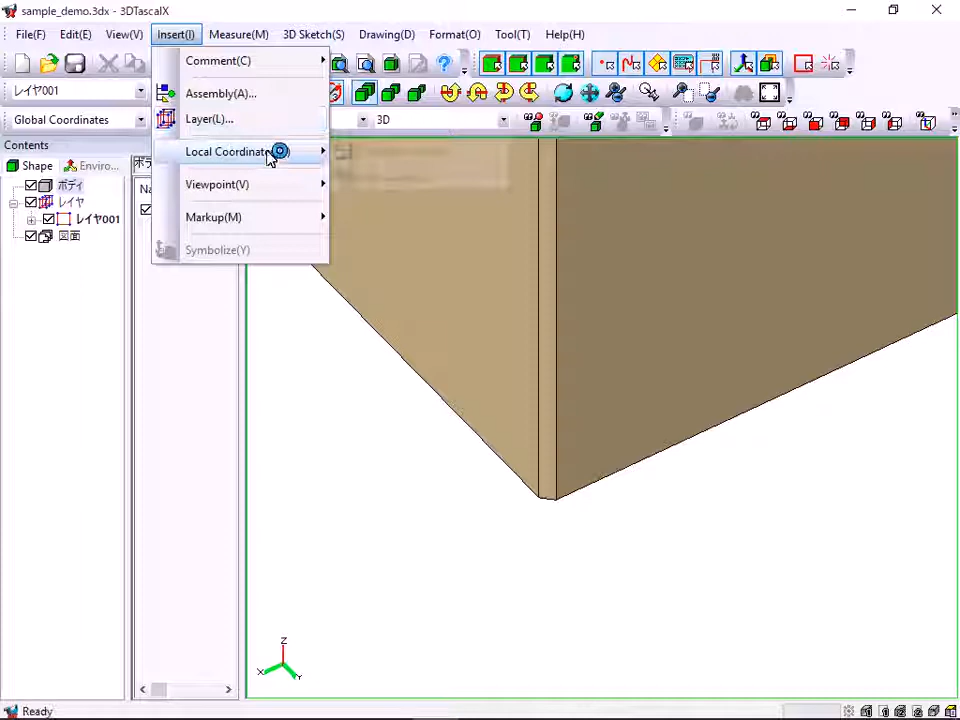 sample_demo.3dx - 3DTascalX
File(F) Edit(E) View(V) Insert(I) Measure(M) 3D Sketch(S) Drawing(D) Format(O) Tool(T) Help(H)
Comment(C)
レイヤ001
Assembly(A)...
Global Coordinates
Layer(L)...
3D
Contents
Local Coordinate
Shape
Enviro...
ボディ
Viewpoint(V)
レイヤ
レイヤ001
Markup(M)
図面
Symbolize(Y)
Z
X
Y
Ready